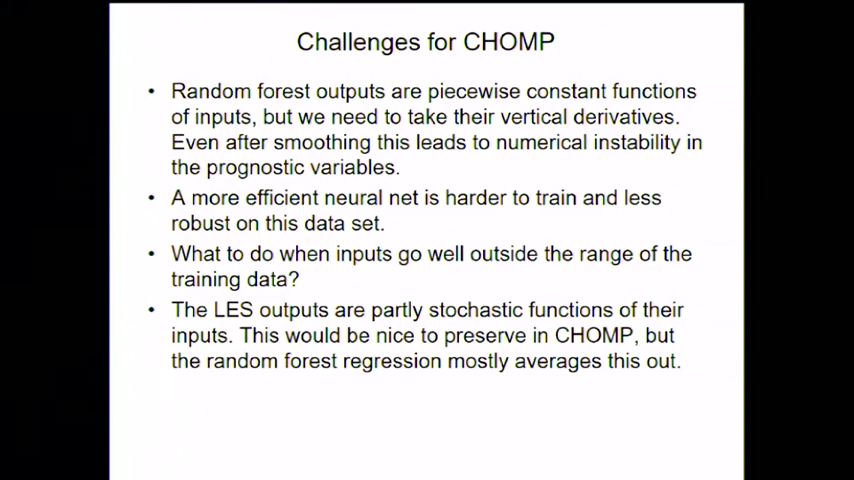 Challenges for CHOMP
• Random forest outputs are piecewise constant functions
of inputs, but we need to take their vertical derivatives.
Even after smoothing this leads to numerical instability in
the prognostic variables.
• A more efficient neural net is harder to train and less
robust on this data set.
• What to do when inputs go well outside the range of the
training data?
• The LES outputs are partly stochastic functions of their
inputs. This would be nice to preserve in CHOMP, but
the random forest regression mostly averages this out.